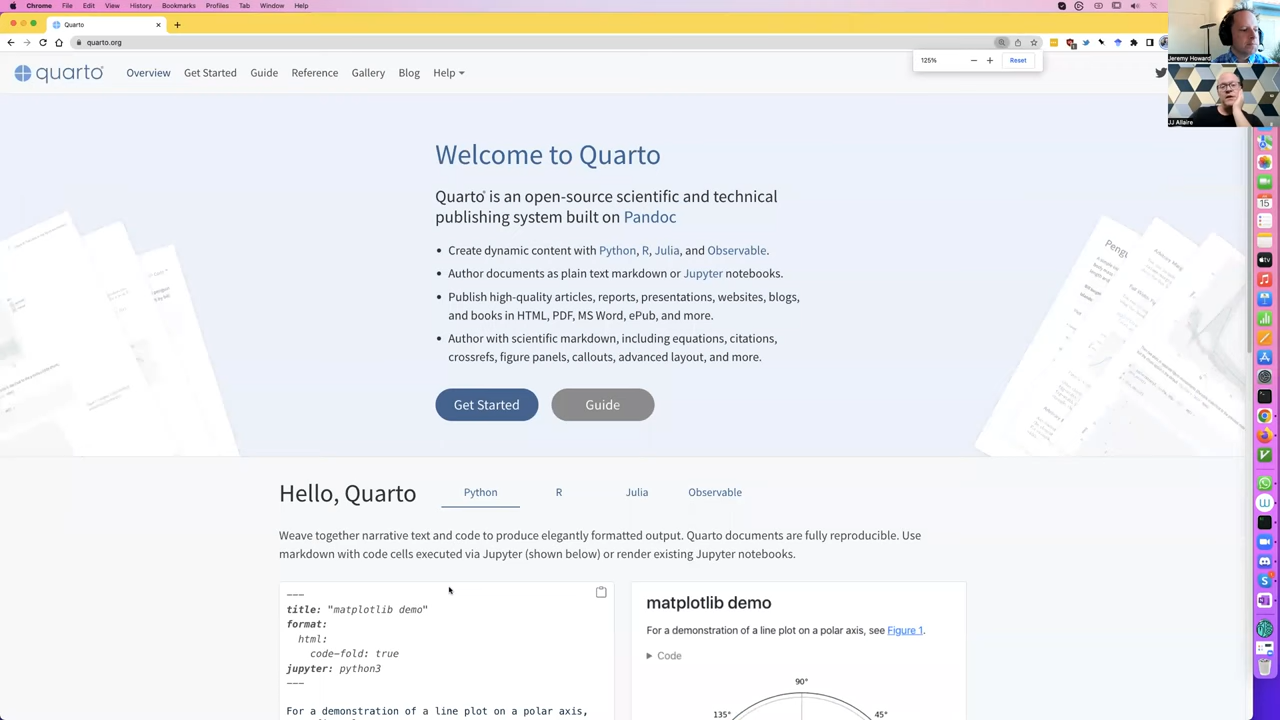 Chrome File Edit View History Bookmarks Profiles Tab Window Help
Quarto
quarto.org
quarto
Overview Get Started Guide Reference Gallery Blog Help
125% Reset
Jeremy Howard
JJ Allaire
15
Welcome to Quarto
Quarto® is an open-source scientific and technical
publishing system built on Pandoc
• Create dynamic content with Python, R, Julia, and Observable.
• Author documents as plain text markdown or Jupyter notebooks.
• Publish high-quality articles, reports, presentations, websites, blogs,
and books in HTML, PDF, MS Word, ePub, and more.
• Author with scientific markdown, including equations, citations,
crossrefs, figure panels, callouts, advanced layout, and more.
Get Started Guide
Hello, Quarto Python R Julia Observable
Weave together narrative text and code to produce elegantly formatted output. Quarto documents are fully reproducible. Use
markdown with code cells executed via Jupyter (shown below) or render existing Jupyter notebooks.
---
title: "matplotlib demo"
format:
html:
code-fold: true
jupyter: python3
---
For a demonstration of a line plot on a polar axis,
matplotlib demo
For a demonstration of a line plot on a polar axis, see Figure 1.
Code
90°
135° 45°